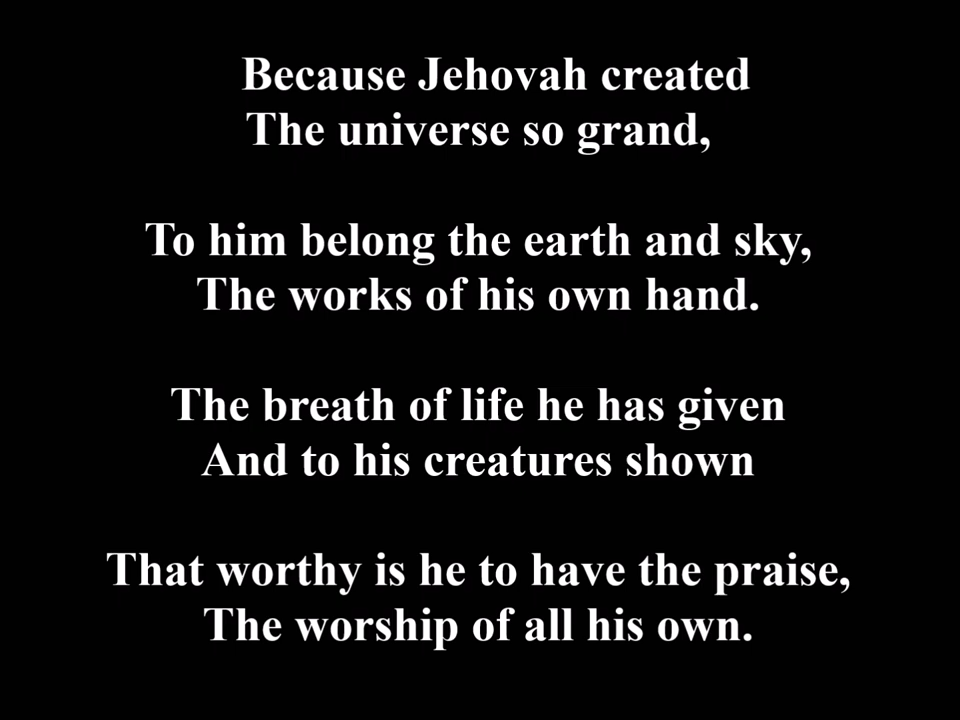 Because Jehovah created
The universe so grand,
To him belong the earth and sky,
The works of his own hand.
The breath of life he has given
And to his creatures shown
That worthy is he to have the praise,
The worship of all his own.